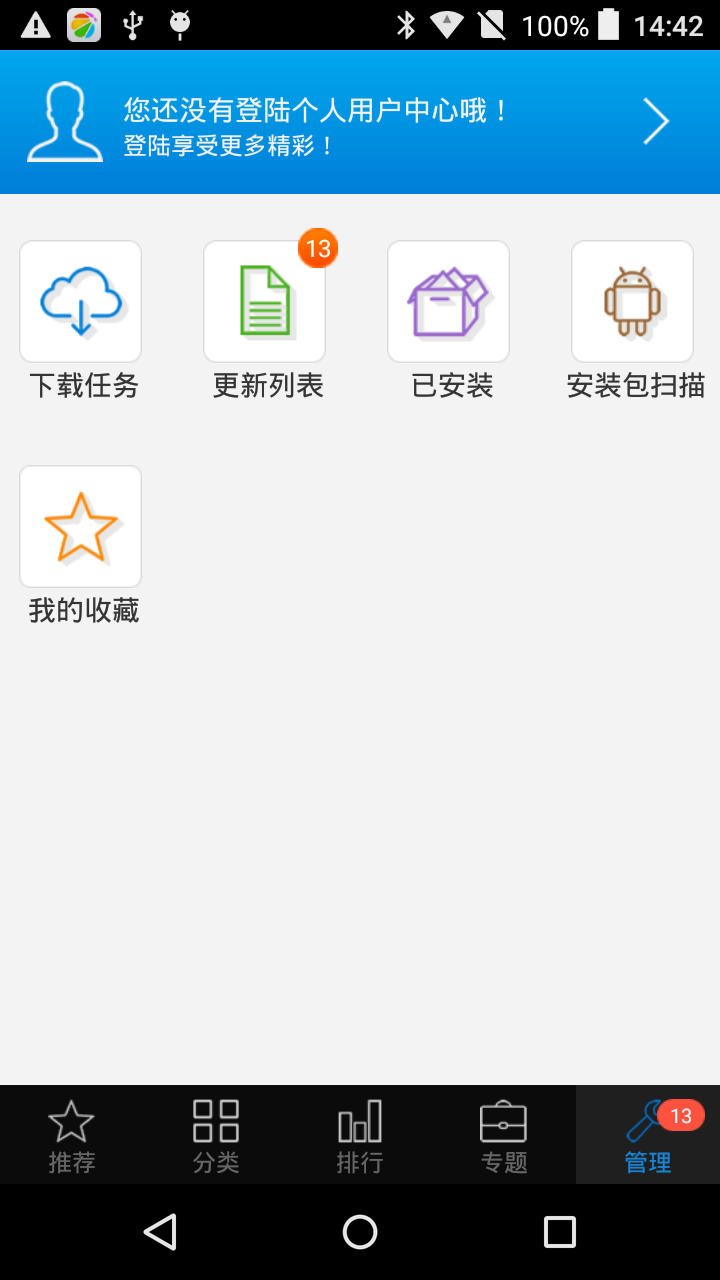 100% 14:42
您还没有登陆个人用户中心哦！
登陆享受更多精彩！
13
下载任务 更新列表 已安装 安装包扫描
我的收藏
13
推荐 分类 排行 专题 管理